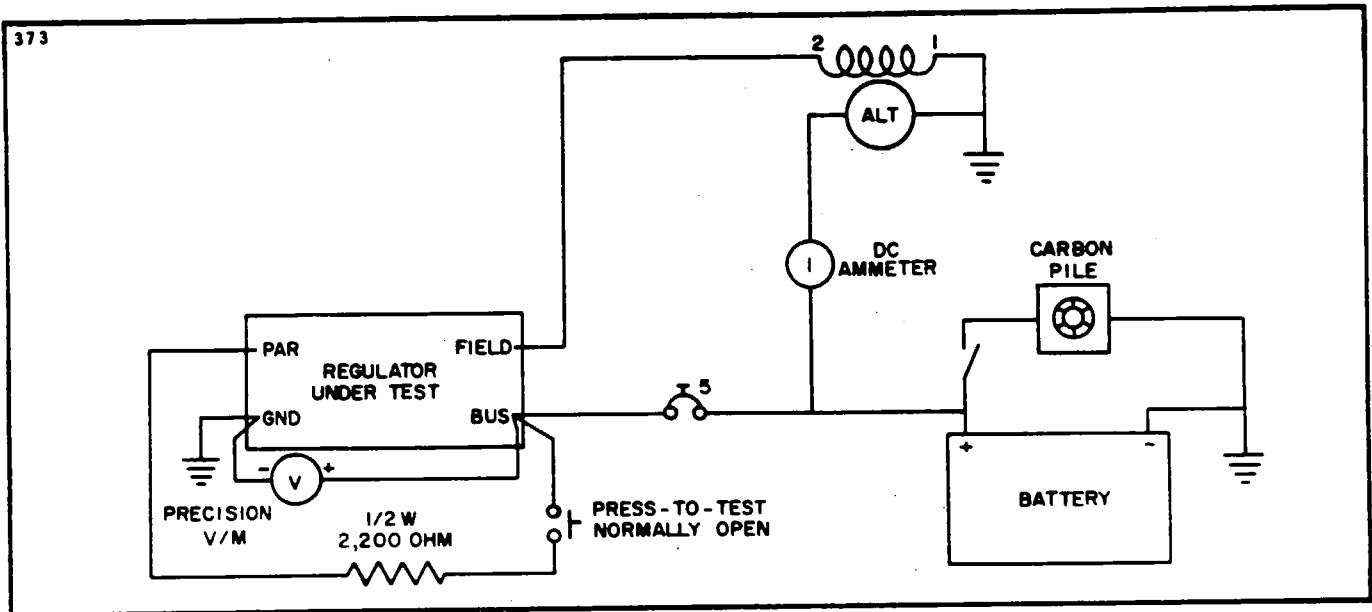 373
2
1
ALT
DC
AMMETER
I
CARBON
PILE
PAR
FIELD
REGULATOR
UNDER TEST
GND
BUS
5
- V +
PRECISION
V/M
1/2 W
2,200 OHM
PRESS-TO-TEST
NORMALLY OPEN
+ -
BATTERY